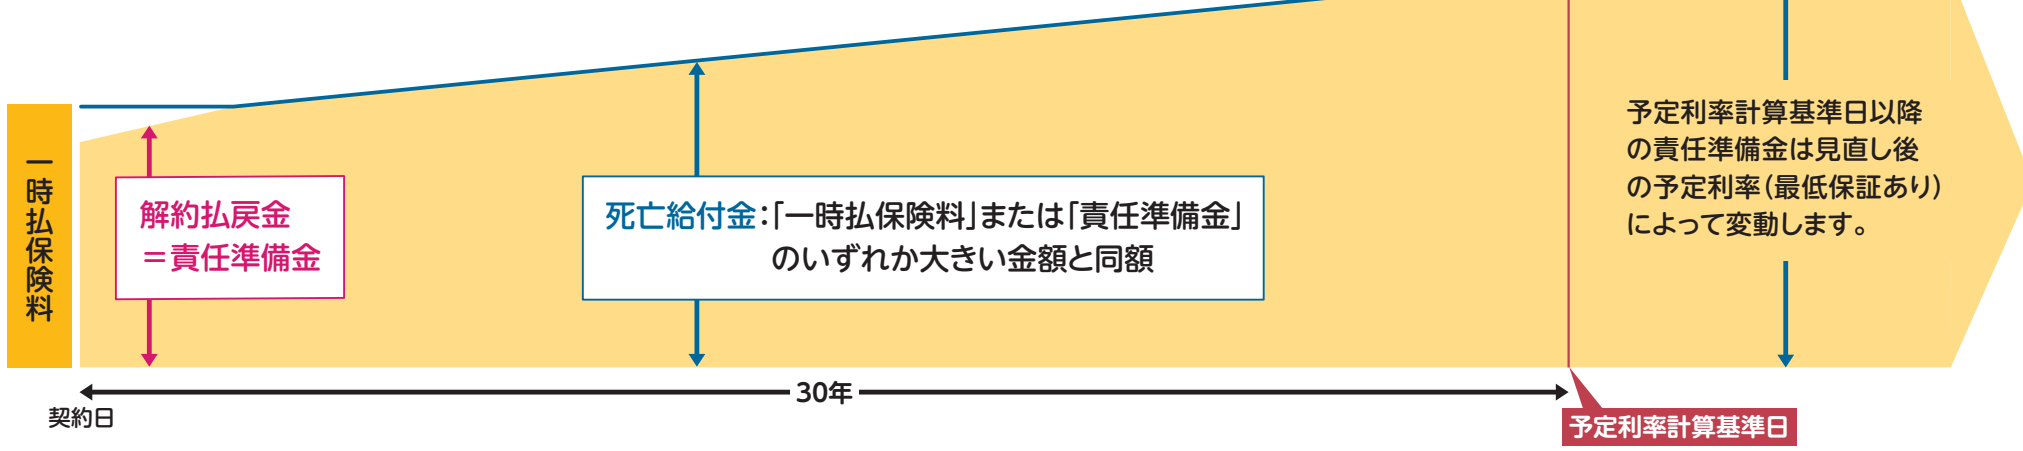 一時払保険料
解約払戻金
＝責任準備金
死亡給付金：「一時払保険料」または「責任準備金」
のいずれか大きい金額と同額
予定利率計算基準日以降
の責任準備金は見直し後
の予定利率（最低保証あり）
によって変動します。
30年
契約日
予定利率計算基準日